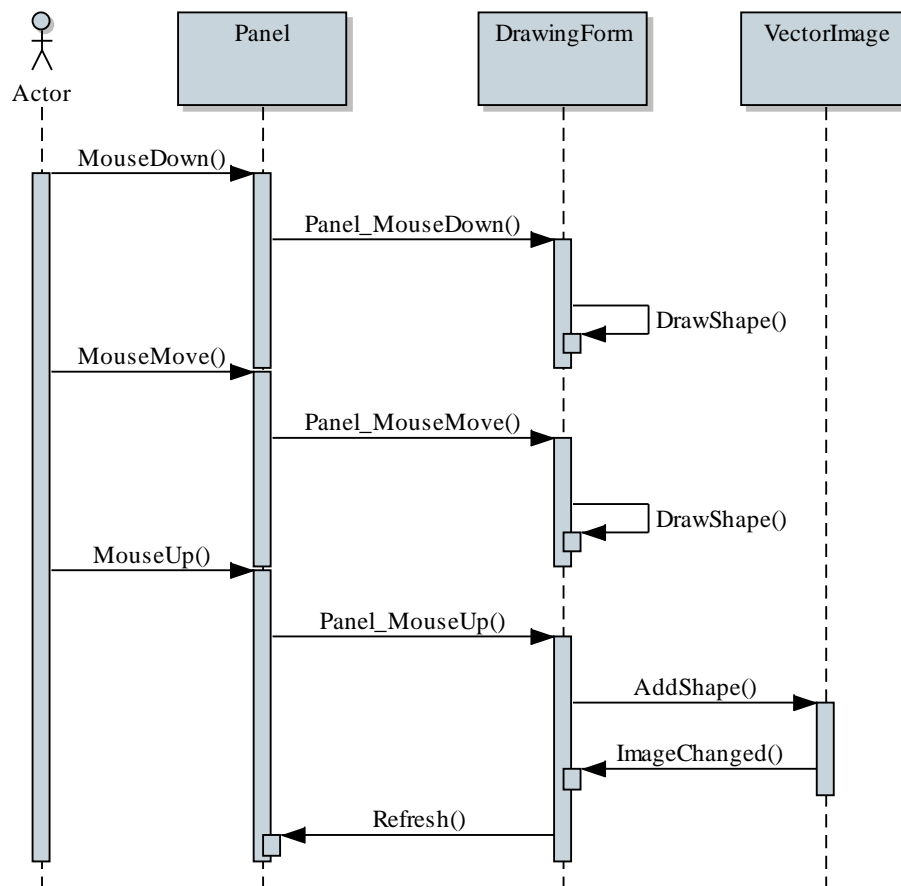 Panel
DrawingForm
VectorImage
Actor
MouseDown()
Panel_MouseDown()
DrawShape()
MouseMove()
Panel_MouseMove()
DrawShape()
MouseUp()
Panel_MouseUp()
AddShape()
ImageChanged()
Refresh()